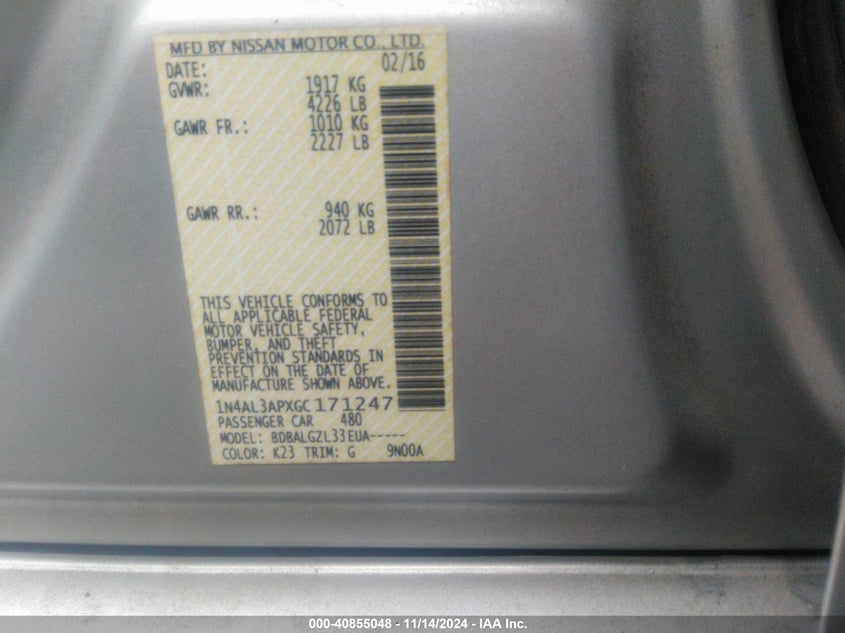 MFD BY NISSAN MOTOR CO., LTD.
DATE: 02/16
GVWR: 1917 KG
4226 LB
GAWR FR.: 1010 KG
2227 LB
GAWR RR.: 940 KG
2072 LB
THIS VEHICLE CONFORMS TO
ALL APPLICABLE FEDERAL
MOTOR VEHICLE SAFETY,
BUMPER, AND THEFT
PREVENTION STANDARDS IN
EFFECT ON THE DATE OF
MANUFACTURE SHOWN ABOVE.
1N4AL3APXGC171247
PASSENGER CAR 480
MODEL: BDBALGZL33EUA-----
COLOR: K23 TRIM: G 9N00A
000-40855048 - 11/14/2024 - IAA Inc.